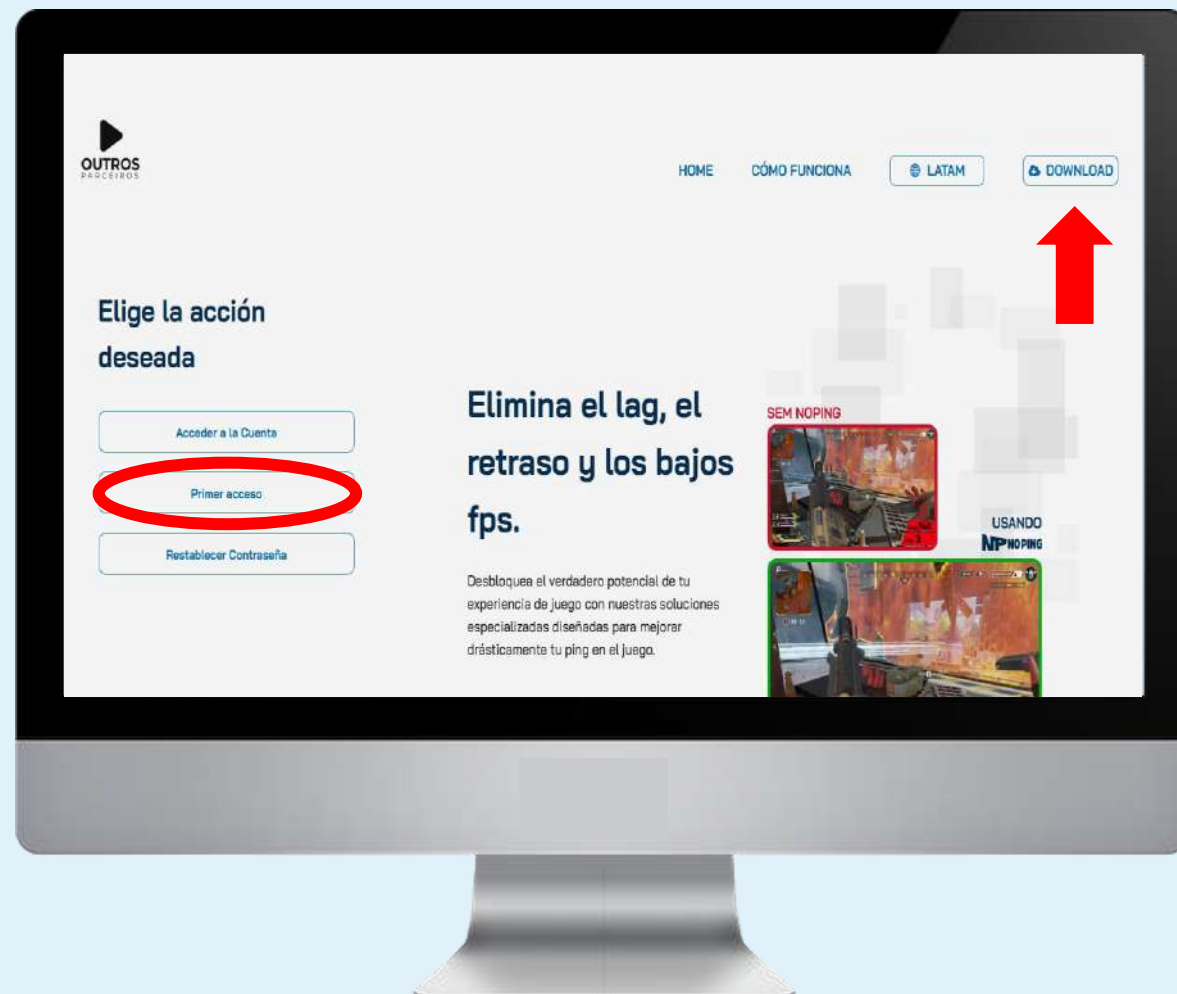 OUTROS
PARCEIROS
HOME
CÓMO FUNCIONA
LATAM
DOWNLOAD
Elige la acción
deseada
Acceder a la Cuenta
Primer acceso
Restablecer Contraseña
Elimina el lag, el
retraso y los bajos
fps.
Desbloquea el verdadero potencial de tu
experiencia de juego con nuestras soluciones
especializadas diseñadas para mejorar
drásticamente tu ping en el juego.
SEM NOPING
USANDO
NP NOPING